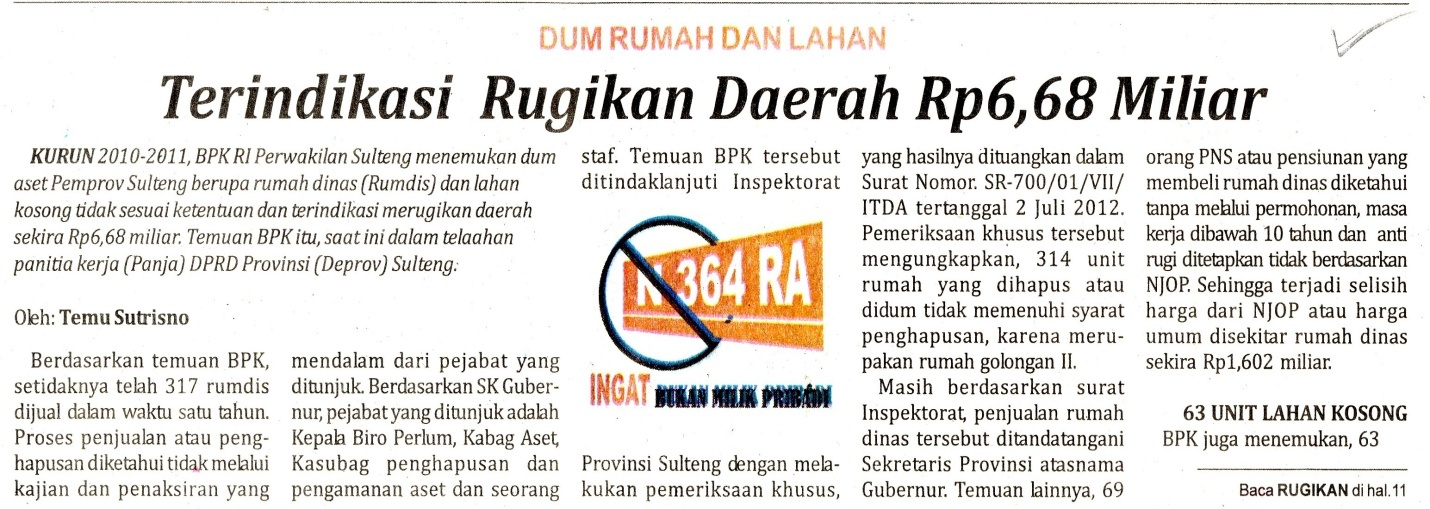 DUM RUMAH DAN LAHAN
Terindikasi Rugikan Daerah Rp6,68 Miliar
KURUN 2010-2011, BPK RI Perwakilan Sulteng menemukan dum
aset Pemprov Sulteng berupa rumah dinas (Rumdis) dan lahan
kosong tidak sesuai ketentuan dan terindikasi merugikan daerah
sekira Rp6,68 miliar. Temuan BPK itu, saat ini dalam telaahan
panitia kerja (Panja) DPRD Provinsi (Deprov) Sulteng.
Oleh: Temu Sutrisno
Berdasarkan temuan BPK,
setidaknya telah 317 rumdis
dijual dalam waktu satu tahun.
Proses penjualan atau peng-
hapusan diketahui tidak melalui
kajian dan penaksiran yang
mendalam dari pejabat yang
ditunjuk. Berdasarkan SK Guber-
nur, pejabat yang ditunjuk adalah
Kepala Biro Perlum, Kabag Aset,
Kasubag penghapusan dan
pengamanan aset dan seorang
staf. Temuan BPK tersebut
ditindaklanjuti Inspektorat
N 364 RA
INGAT BUKAN MILIK PRIBADI
Provinsi Sulteng dengan mela-
kukan pemeriksaan khusus,
yang hasilnya dituangkan dalam
Surat Nomor. SR-700/01/VII/
ITDA tertanggal 2 Juli 2012.
Pemeriksaan khusus tersebut
mengungkapkan, 314 unit
rumah yang dihapus atau
didum tidak memenuhi syarat
penghapusan, karena meru-
pakan rumah golongan II.
Masih berdasarkan surat
Inspektorat, penjualan rumah
dinas tersebut ditandatangani
Sekretaris Provinsi atasnama
Gubernur. Temuan lainnya, 69
orang PNS atau pensiunan yang
membeli rumah dinas diketahui
tanpa melalui permohonan, masa
kerja dibawah 10 tahun dan anti
rugi ditetapkan tidak berdasarkan
NJOP. Sehingga terjadi selisih
harga dari NJOP atau harga
umum disekitar rumah dinas
sekira Rp1,602 miliar.
63 UNIT LAHAN KOSONG
BPK juga menemukan, 63
Baca RUGIKAN di hal.11